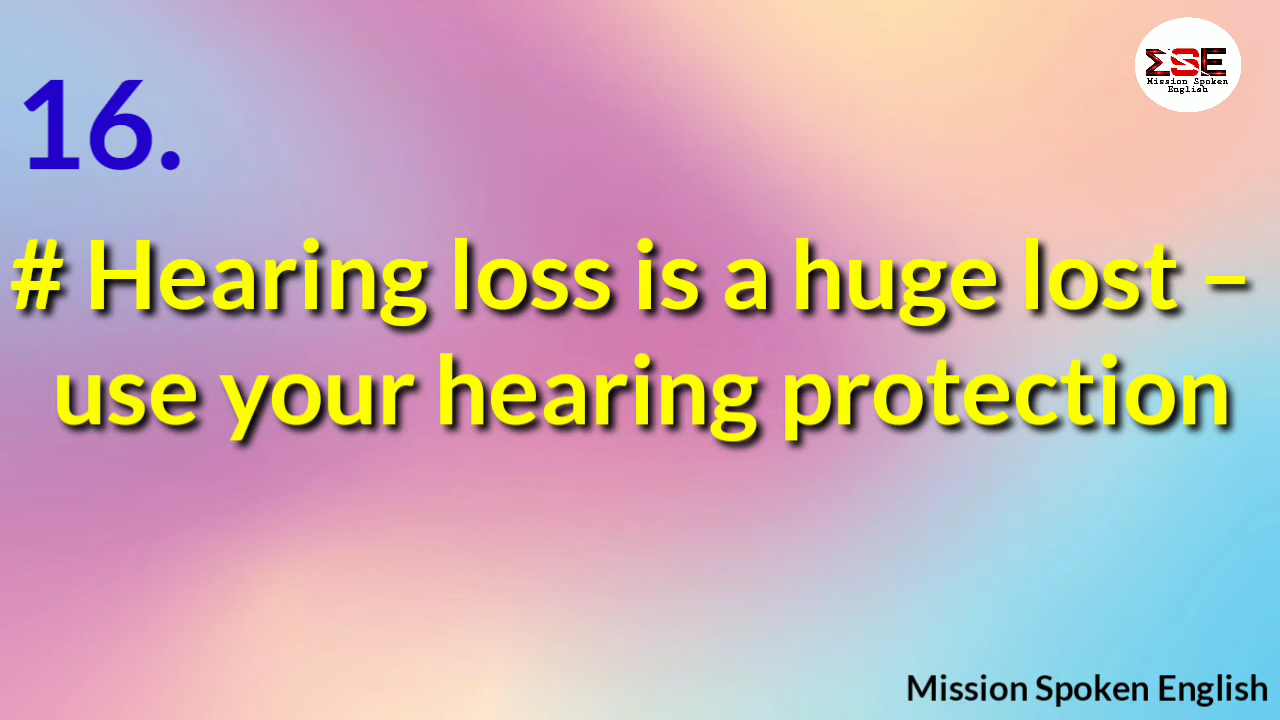 ΣSE
Mission Spoken
English
16.
# Hearing loss is a huge lost –
use your hearing protection
Mission Spoken English